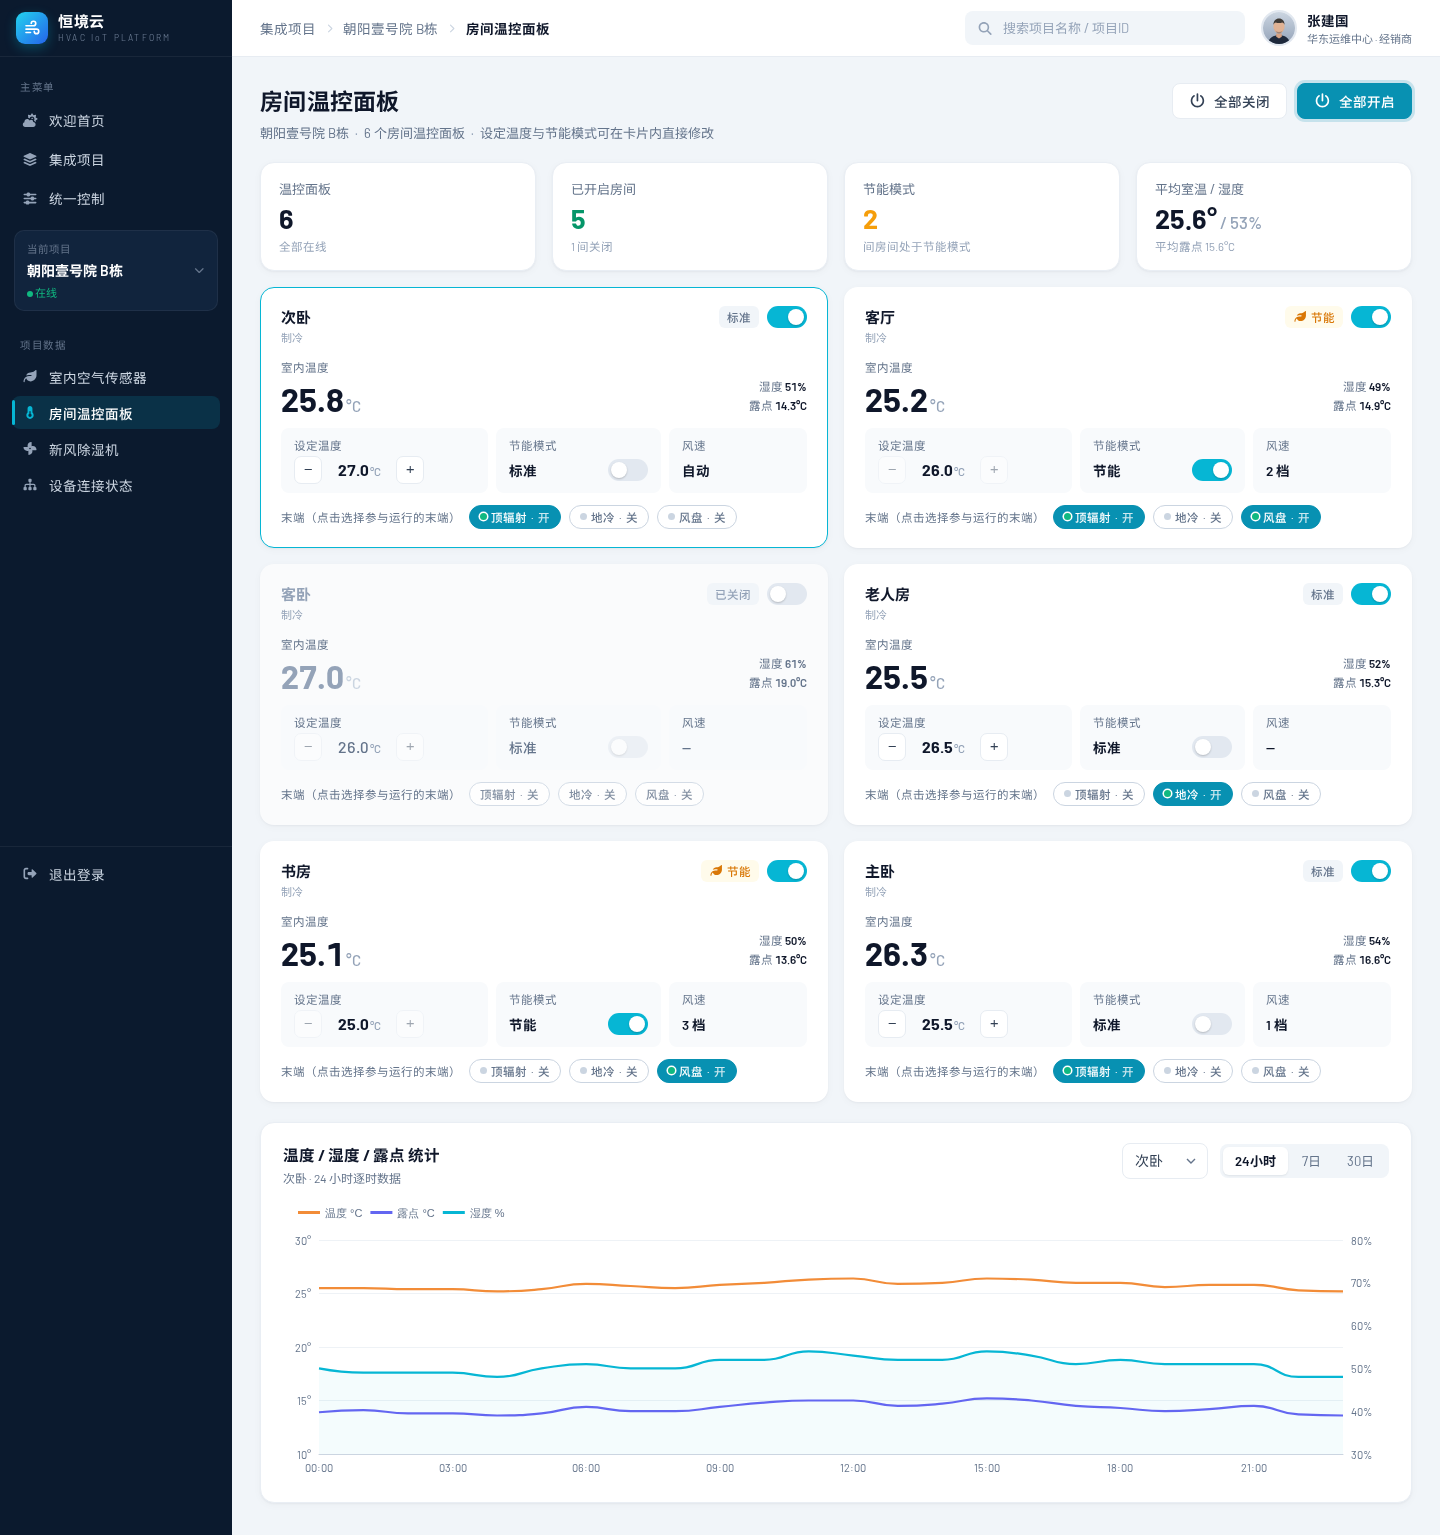 恒境云
HVAC IoT PLATFORM
主菜单
欢迎首页
集成项目
统一控制
当前项目
朝阳壹号院 B栋
在线
项目数据
室内空气传感器
房间温控面板
新风除湿机
设备连接状态
退出登录
集成项目 朝阳壹号院 B栋 房间温控面板
搜索项目名称 / 项目ID
张建国
华东运维中心 · 经销商
房间温控面板
朝阳壹号院 B栋 · 6 个房间温控面板 · 设定温度与节能模式可在卡片内直接修改
全部关闭
全部开启
温控面板
6
全部在线
已开启房间
5
1 间关闭
节能模式
2
间房间处于节能模式
平均室温 / 湿度
25.6° / 53%
平均露点 15.6°C
次卧
标准
制冷
室内温度
25.8°C
湿度 51%
露点 14.3°C
设定温度
− 27.0°C +
节能模式
标准
风速
自动
末端（点击选择参与运行的末端） 顶辐射 · 开 地冷 · 关 风盘 · 关
客厅
节能
制冷
室内温度
25.2°C
湿度 49%
露点 14.9°C
设定温度
− 26.0°C +
节能模式
节能
风速
2 档
末端（点击选择参与运行的末端） 顶辐射 · 开 地冷 · 关 风盘 · 开
客卧
已关闭
制冷
室内温度
27.0°C
湿度 61%
露点 19.0°C
设定温度
− 26.0°C +
节能模式
标准
风速
–
末端（点击选择参与运行的末端） 顶辐射 · 关 地冷 · 关 风盘 · 关
老人房
标准
制冷
室内温度
25.5°C
湿度 52%
露点 15.3°C
设定温度
− 26.5°C +
节能模式
标准
风速
–
末端（点击选择参与运行的末端） 顶辐射 · 关 地冷 · 开 风盘 · 关
书房
节能
制冷
室内温度
25.1°C
湿度 50%
露点 13.6°C
设定温度
− 25.0°C +
节能模式
节能
风速
3 档
末端（点击选择参与运行的末端） 顶辐射 · 关 地冷 · 关 风盘 · 开
主卧
标准
制冷
室内温度
26.3°C
湿度 54%
露点 16.6°C
设定温度
− 25.5°C +
节能模式
标准
风速
1 档
末端（点击选择参与运行的末端） 顶辐射 · 开 地冷 · 关 风盘 · 关
温度 / 湿度 / 露点 统计
次卧 · 24 小时逐时数据
次卧
24小时 7日 30日
温度 °C 露点 °C 湿度 %
30° 80%
70%
25°
60%
20°
50%
15°
40%
10° 30%
00:00 03:00 06:00 09:00 12:00 15:00 18:00 21:00